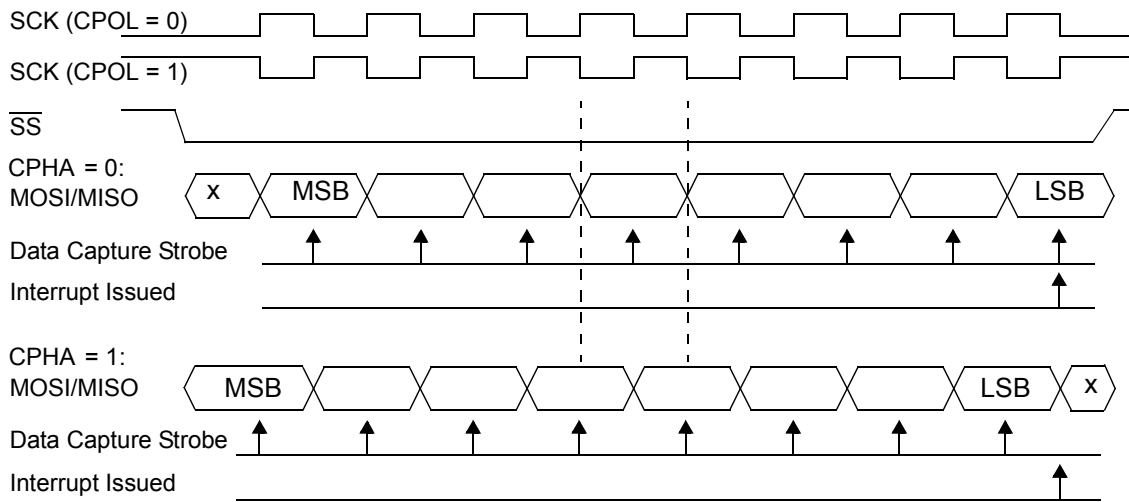 SCK (CPOL = 0)
SCK (CPOL = 1)
SS
CPHA = 0:
MOSI/MISO
x
MSB
LSB
Data Capture Strobe
Interrupt Issued
CPHA = 1:
MOSI/MISO
MSB
LSB
x
Data Capture Strobe
Interrupt Issued